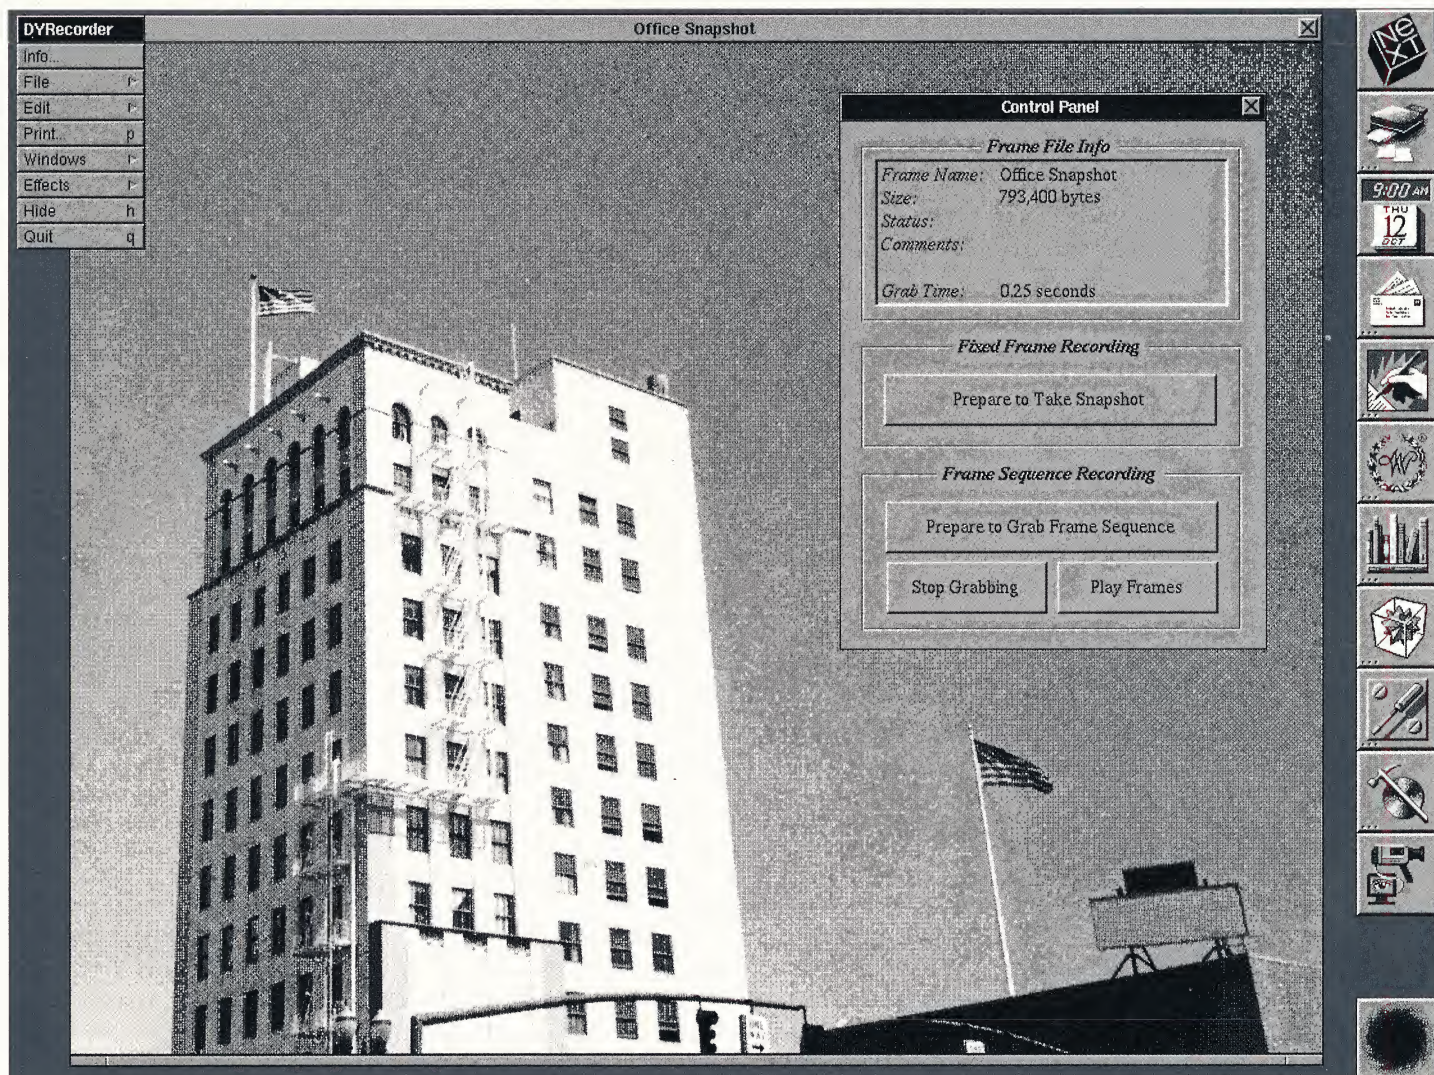 DYRecorder
Info...
File
Edit
Print... p
Windows
Effects
Hide h
Quit q
Office Snapshot
Control Panel
Frame File Info
Frame Name: Office Snapshot
Size: 793,400 bytes
Status:
Comments:
Grab Time: 0.25 seconds
Fixed Frame Recording
Prepare to Take Snapshot
Frame Sequence Recording
Prepare to Grab Frame Sequence
Stop Grabbing
Play Frames
NeXT
9:00 AM
THU
12
OCT
W